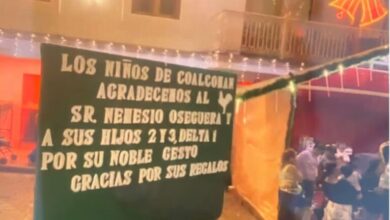 LOS NIÑOS DE COALCOMAN
AGRADECEMOS AL
SR. NEMESIO OSEGUERA Y
A SUS HIJOS 2 Y 3, DELTA 1
POR SU NOBLE GESTO
GRACIAS POR SUS REGALOS